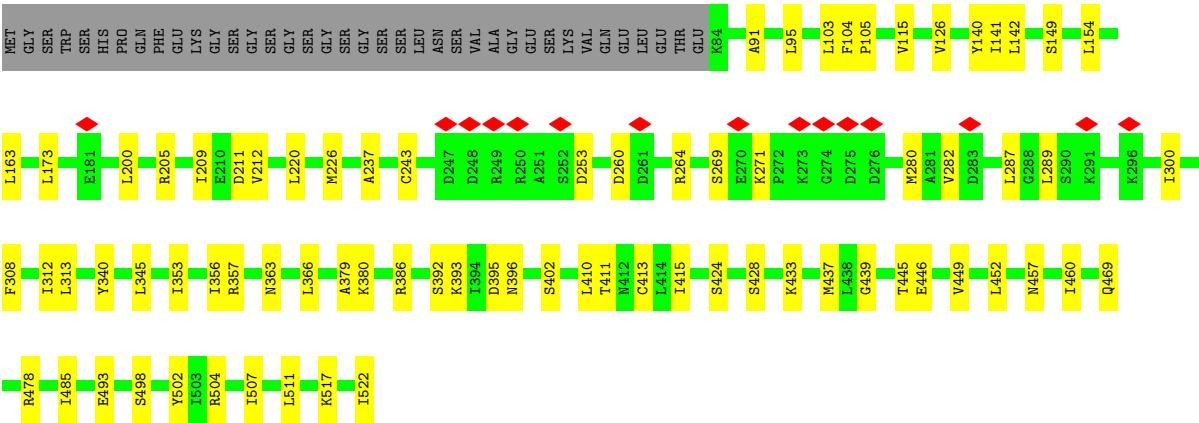 MET GLY SER TRP SER HIS PRO GLN PHE GLU LYS GLY SER GLY SER GLY SER GLY SER GLY SER SER LEU ASN SER VAL ALA GLY GLU SER LYS VAL GLN GLU LEU GLU THR GLU K84 A91 L95 L103 F104 P105 V115 V126 Y140 I141 L142 S149 L154
L163 L173 E181 L200 R205 I209 E210 D211 V212 L220 M226 A237 C243 D247 D248 R249 R250 A251 S252 D253 D260 D261 R264 S269 E270 K271 P272 K273 G274 D275 D276 M280 A281 V282 D283 L287 G288 L289 S290 K291 K296 I300
F308 I312 L313 Y340 L345 I353 I356 R357 N363 L366 A379 K380 R386 S392 K393 I394 D395 N396 S402 L410 T411 N412 C413 L414 I415 S424 S428 K433 M437 L438 G439 T445 E446 V449 L452 N457 I460 Q469
R478 I485 E493 S498 Y502 I503 R504 I507 L511 K517 I522